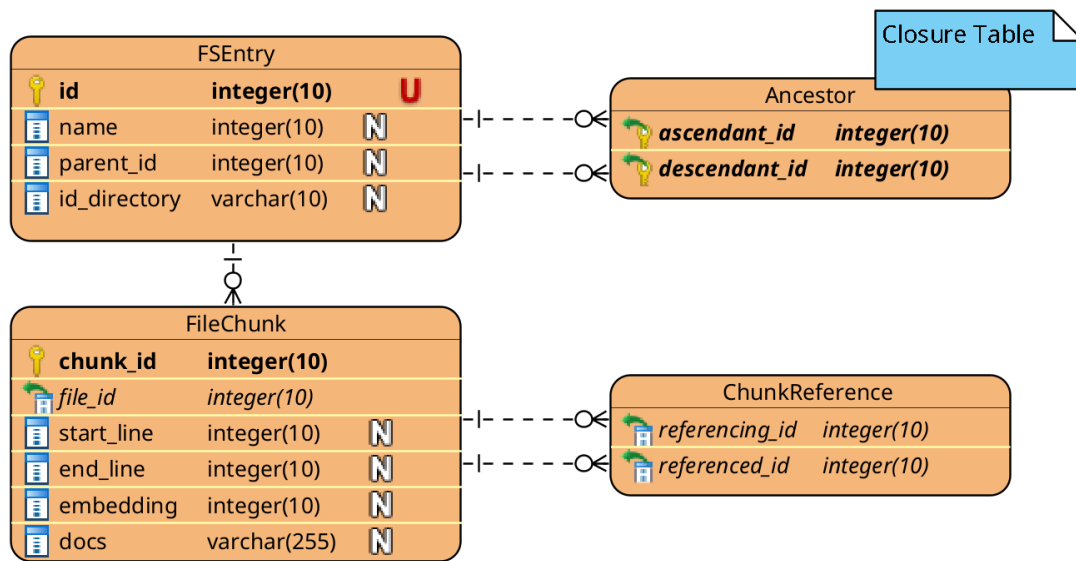 Closure Table
FSEntry
id integer(10) U
name integer(10) N
parent_id integer(10) N
id_directory varchar(10) N
Ancestor
ascendant_id integer(10)
descendant_id integer(10)
FileChunk
chunk_id integer(10)
file_id integer(10)
start_line integer(10) N
end_line integer(10) N
embedding integer(10) N
docs varchar(255) N
ChunkReference
referencing_id integer(10)
referenced_id integer(10)